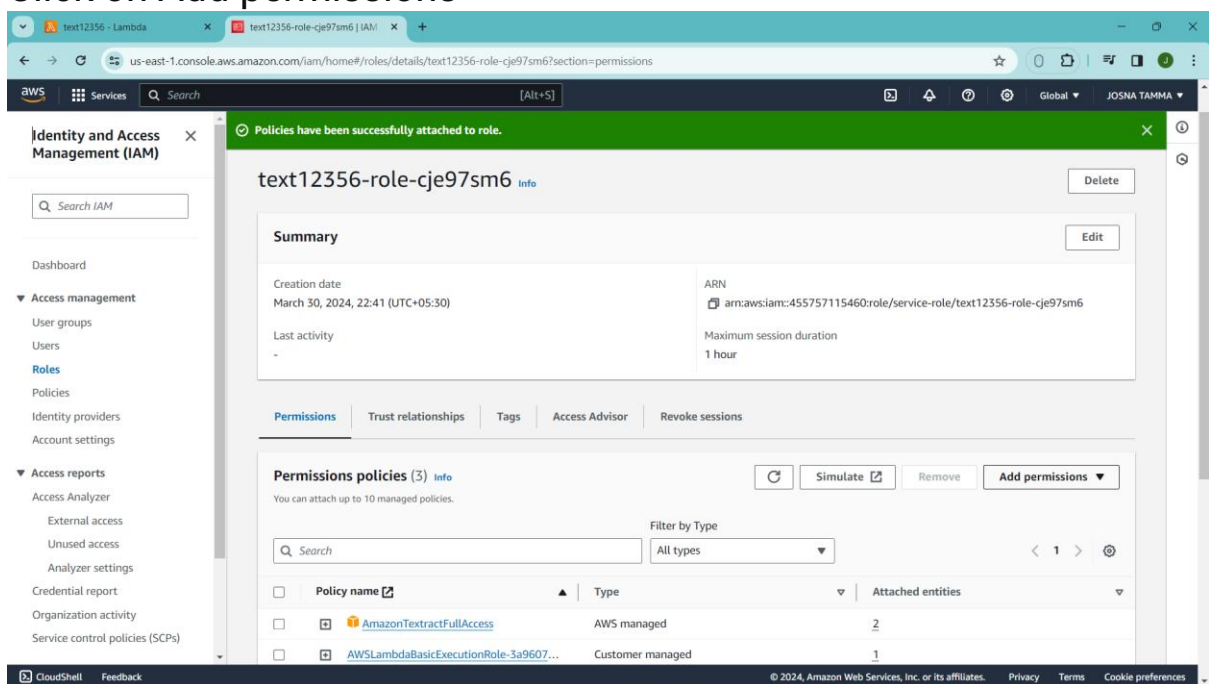 Click on Add permissions
text12356 - Lambda
text12356-role-cje97sm6 | IAM
us-east-1.console.aws.amazon.com/iam/home#/roles/details/text12356-role-cje97sm6?section=permissions
J
aws Services Search [Alt+S] Global JOSNA TAMMA
Identity and Access Management (IAM)
Search IAM
Dashboard
Access management
User groups
Users
Roles
Policies
Identity providers
Account settings
Access reports
Access Analyzer
External access
Unused access
Analyzer settings
Credential report
Organization activity
Service control policies (SCPs)
Policies have been successfully attached to role.
text12356-role-cje97sm6 Info
Delete
Summary
Edit
Creation date
March 30, 2024, 22:41 (UTC+05:30)
Last activity
-
ARN
arn:aws:iam::455757115460:role/service-role/text12356-role-cje97sm6
Maximum session duration
1 hour
Permissions Trust relationships Tags Access Advisor Revoke sessions
Permissions policies (3) Info
You can attach up to 10 managed policies.
Simulate Remove Add permissions
Filter by Type
Search All types 1
Policy name Type Attached entities
AmazonTextractFullAccess AWS managed 2
AWSLambdaBasicExecutionRole-3a9607... Customer managed 1
CloudShell Feedback © 2024, Amazon Web Services, Inc. or its affiliates. Privacy Terms Cookie preferences